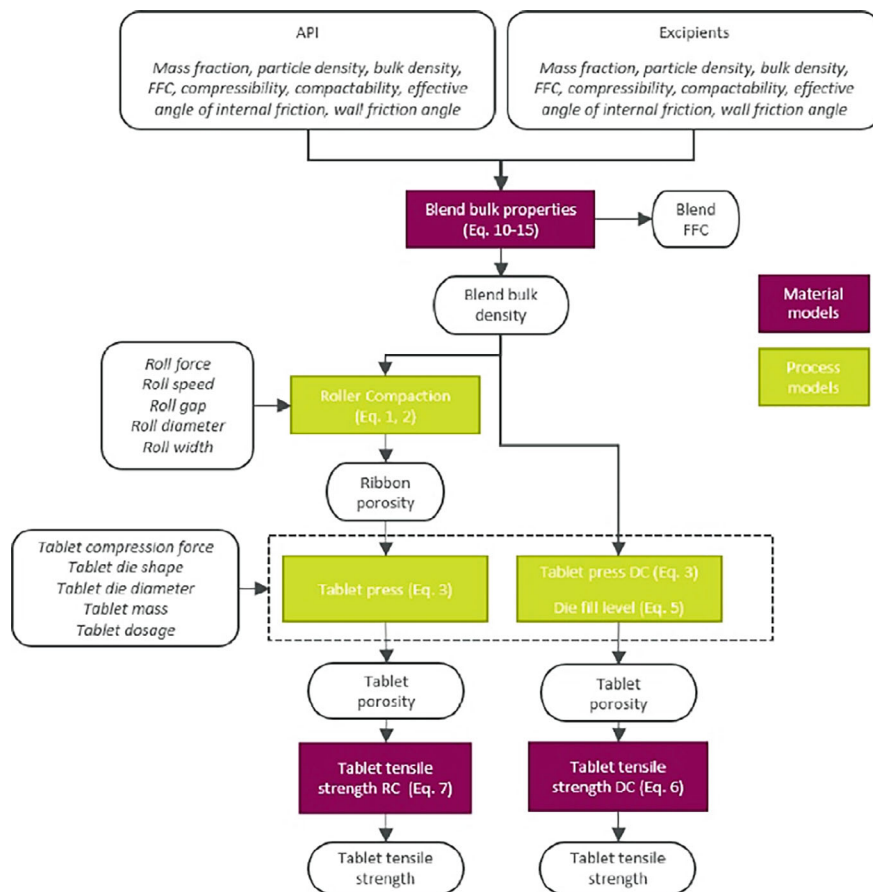 API
Mass fraction, particle density, bulk density,
FFC, compressibility, compactability, effective
angle of internal friction, wall friction angle
Excipients
Mass fraction, particle density, bulk density,
FFC, compressibility, compactability, effective
angle of internal friction, wall friction angle
Blend bulk properties
(Eq. 10-15)
Blend
FFC
Blend bulk
density
Material
models
Process
models
Roll force
Roll speed
Roll gap
Roll diameter
Roll width
Roller Compaction
(Eq. 1, 2)
Ribbon
porosity
Tablet compression force
Tablet die shape
Tablet die diameter
Tablet mass
Tablet dosage
Tablet press (Eq. 3)
Tablet press DC (Eq. 3)
Die fill level (Eq. 5)
Tablet
porosity
Tablet
porosity
Tablet tensile
strength RC (Eq. 7)
Tablet tensile
strength DC (Eq. 6)
Tablet tensile
strength
Tablet tensile
strength